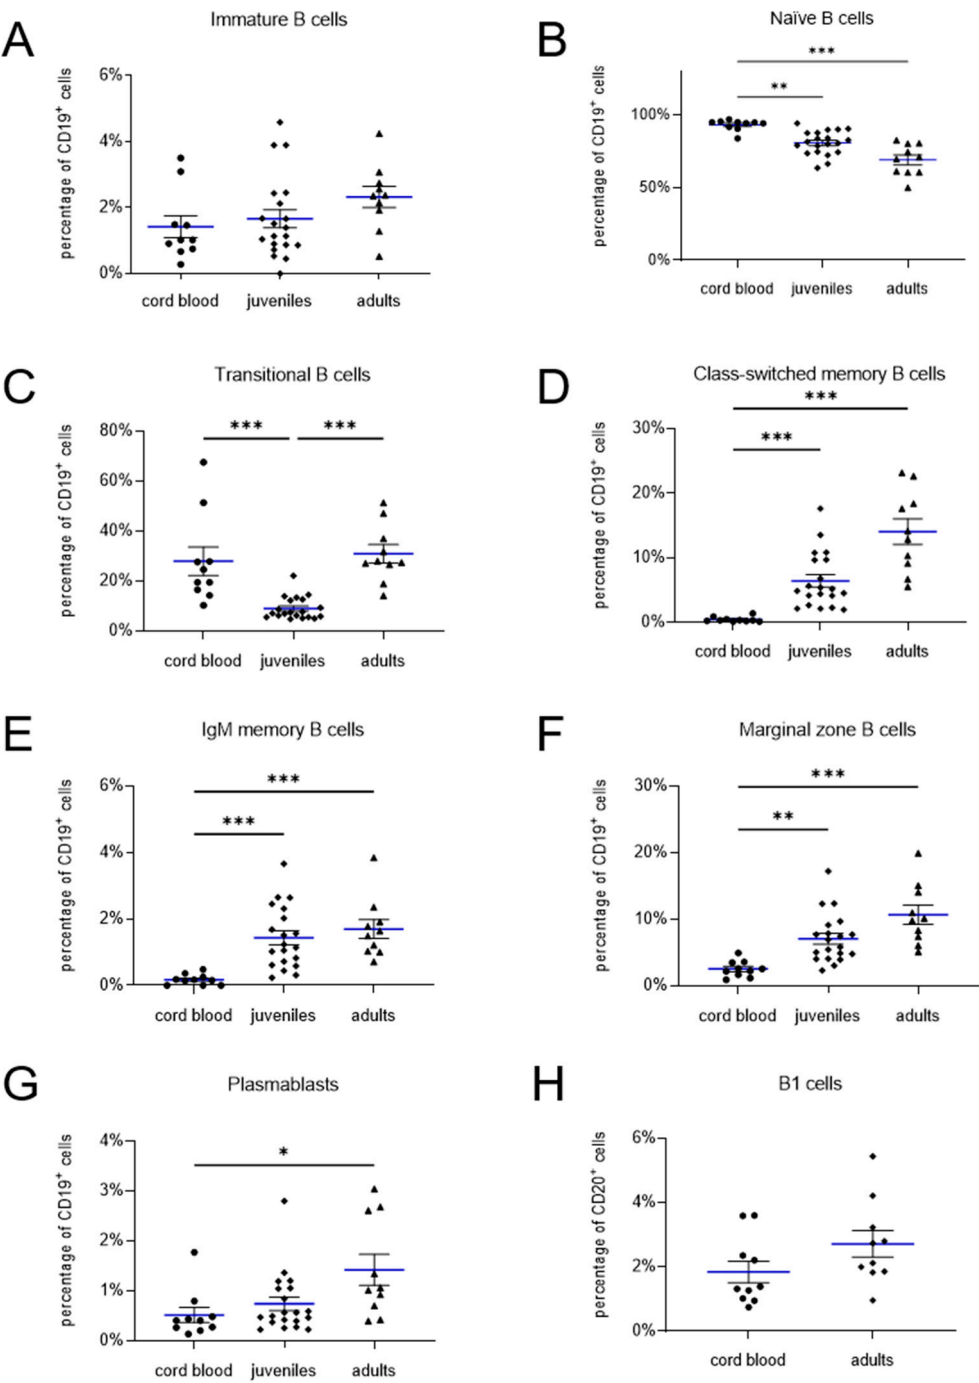 A
Immature B cells
percentage of CD19⁺ cells
6%
4%
2%
0%
cord blood juveniles adults
B
Naïve B cells
percentage of CD19⁺ cells
***
**
100%
50%
0%
cord blood juveniles adults
C
Transitional B cells
percentage of CD19⁺ cells
*** ***
80%
60%
40%
20%
0%
cord blood juveniles adults
D
Class-switched memory B cells
percentage of CD19⁺ cells
***
***
30%
20%
10%
0%
cord blood juveniles adults
E
IgM memory B cells
percentage of CD19⁺ cells
***
***
6%
4%
2%
0%
cord blood juveniles adults
F
Marginal zone B cells
percentage of CD19⁺ cells
***
**
30%
20%
10%
0%
cord blood juveniles adults
G
Plasmablasts
percentage of CD19⁺ cells
*
4%
3%
2%
1%
0%
cord blood juveniles adults
H
B1 cells
percentage of CD20⁺ cells
6%
4%
2%
0%
cord blood adults